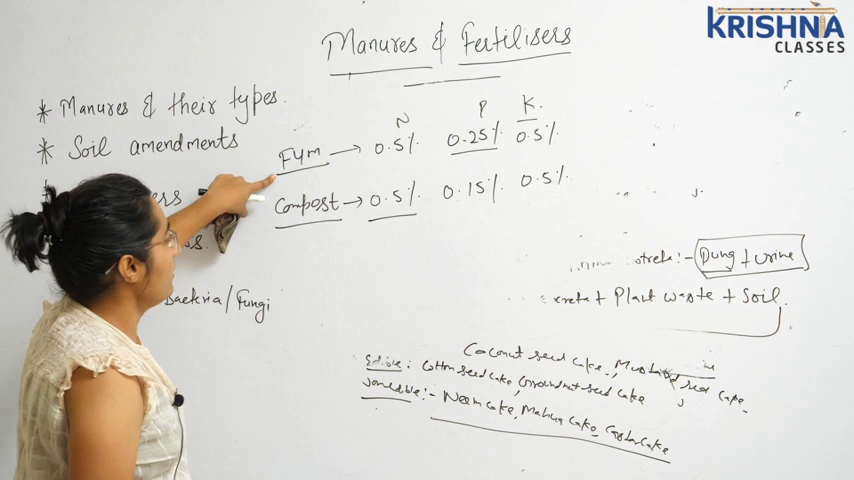 KRISHNA
CLASSES
Manures & Fertilisers
* Manures & their types.
* Soil amendments
N P K.
FYM → 0.5% 0.25% 0.5%
Compost → 0.5% 0.15% 0.5%
Bacteria/Fungi
:- Dung + urine
+ Plant waste + Soil.
Coconut seed cake, Mustard seed cake
Edible: Cotton seed cake, Groundnut seed cake
:- Neem cake, Mahua cake, Castor cake